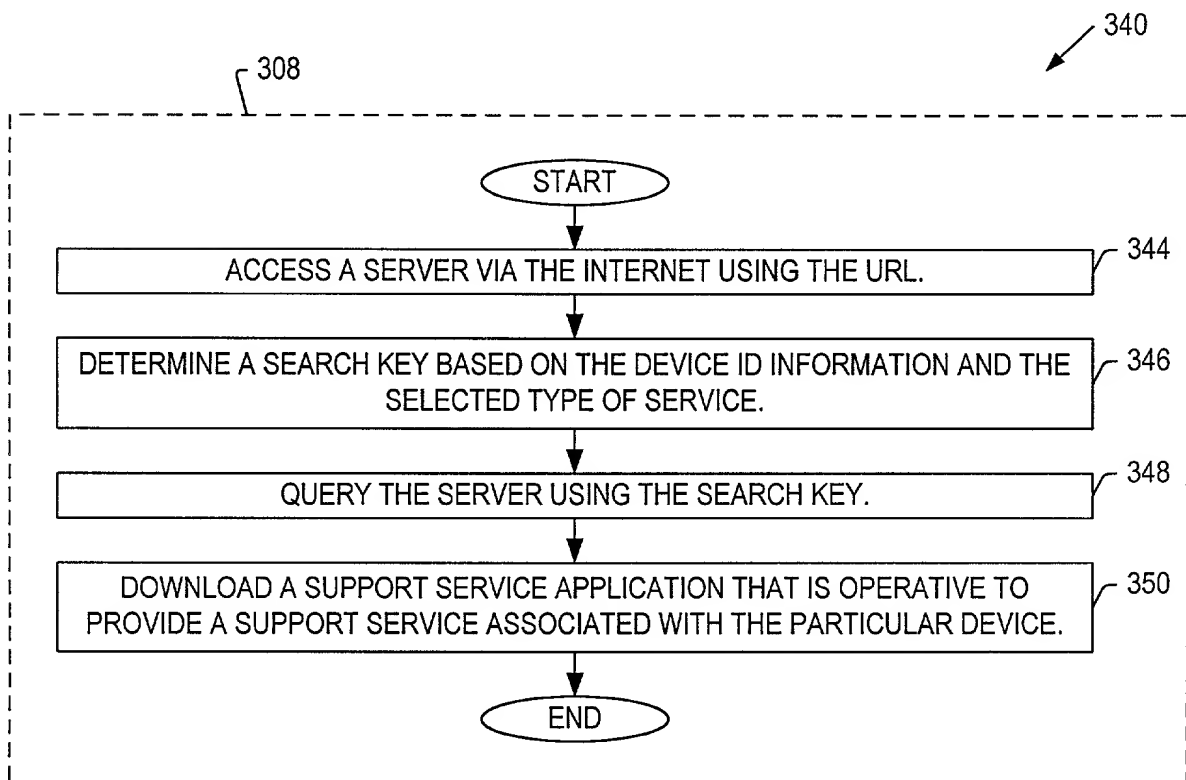 340
308
START
ACCESS A SERVER VIA THE INTERNET USING THE URL.
344
DETERMINE A SEARCH KEY BASED ON THE DEVICE ID INFORMATION AND THE
SELECTED TYPE OF SERVICE.
346
QUERY THE SERVER USING THE SEARCH KEY.
348
DOWNLOAD A SUPPORT SERVICE APPLICATION THAT IS OPERATIVE TO
PROVIDE A SUPPORT SERVICE ASSOCIATED WITH THE PARTICULAR DEVICE.
350
END